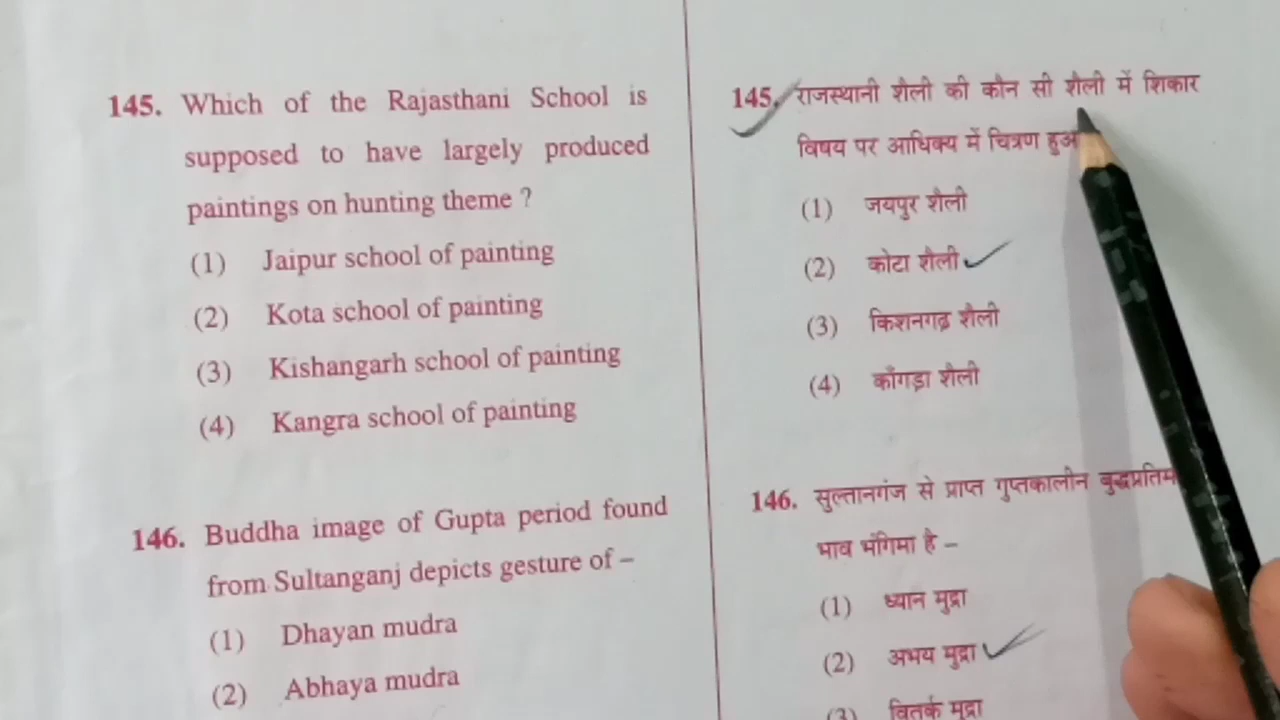 145. Which of the Rajasthani School is
supposed to have largely produced
paintings on hunting theme ?
(1) Jaipur school of painting
(2) Kota school of painting
(3) Kishangarh school of painting
(4) Kangra school of painting
146. Buddha image of Gupta period found
from Sultanganj depicts gesture of –
(1) Dhayan mudra
(2) Abhaya mudra
145. राजस्थानी शैली की कौन सी शैली में शिकार
विषय पर आधिक्य में चित्रण
(1) जयपुर शैली
(2) कोटा शैली
(3) किशनगढ़ शैली
(4) काँगड़ा शैली
146. सुल्तानगंज से प्राप्त गुप्तकालीन
भाव भंगिमा है –
(1) ध्यान मुद्रा
(2) अभय मुद्रा
(3) वितर्क मुद्रा